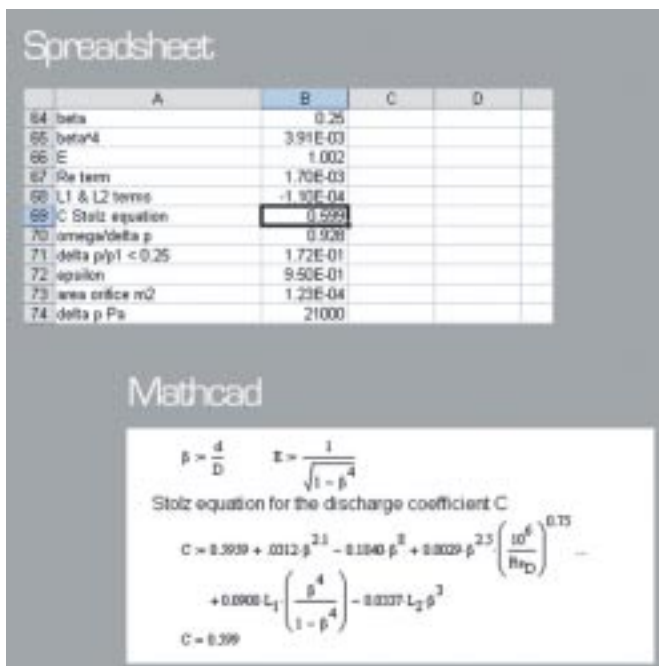 Spreadsheet
A B C D
64 beta 0.25
65 beta^4 3.91E-03
66 E 1.002
67 Re term 1.70E-03
68 L1 & L2 terms -1.10E-04
69 C Stolz equation 0.599
70 omega/delta p 0.928
71 delta p/p1 < 0.25 1.72E-01
72 epsilon 9.50E-01
73 area orifice m2 1.23E-04
74 delta p Pa 21000
Mathcad
β := d/D E := 1/√(1 − β^4)
Stolz equation for the discharge coefficient C
C := 0.5959 + .0312·β^2.1 − 0.1840·β^8 + 0.0029·β^2.5·(10^6/Re_D)^0.75 ...
+ 0.0900·L_1·(β^4/(1 − β^4)) − 0.0337·L_2·β^3
C = 0.599